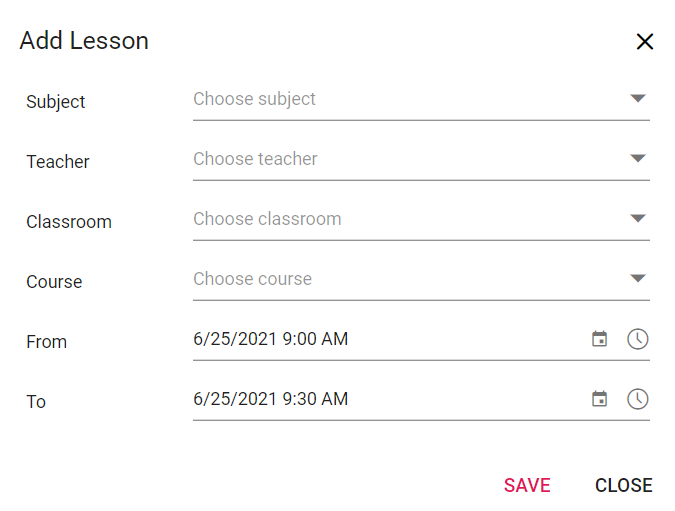 Add Lesson
Subject Choose subject
Teacher Choose teacher
Classroom Choose classroom
Course Choose course
From 6/25/2021 9:00 AM
To 6/25/2021 9:30 AM
SAVE CLOSE